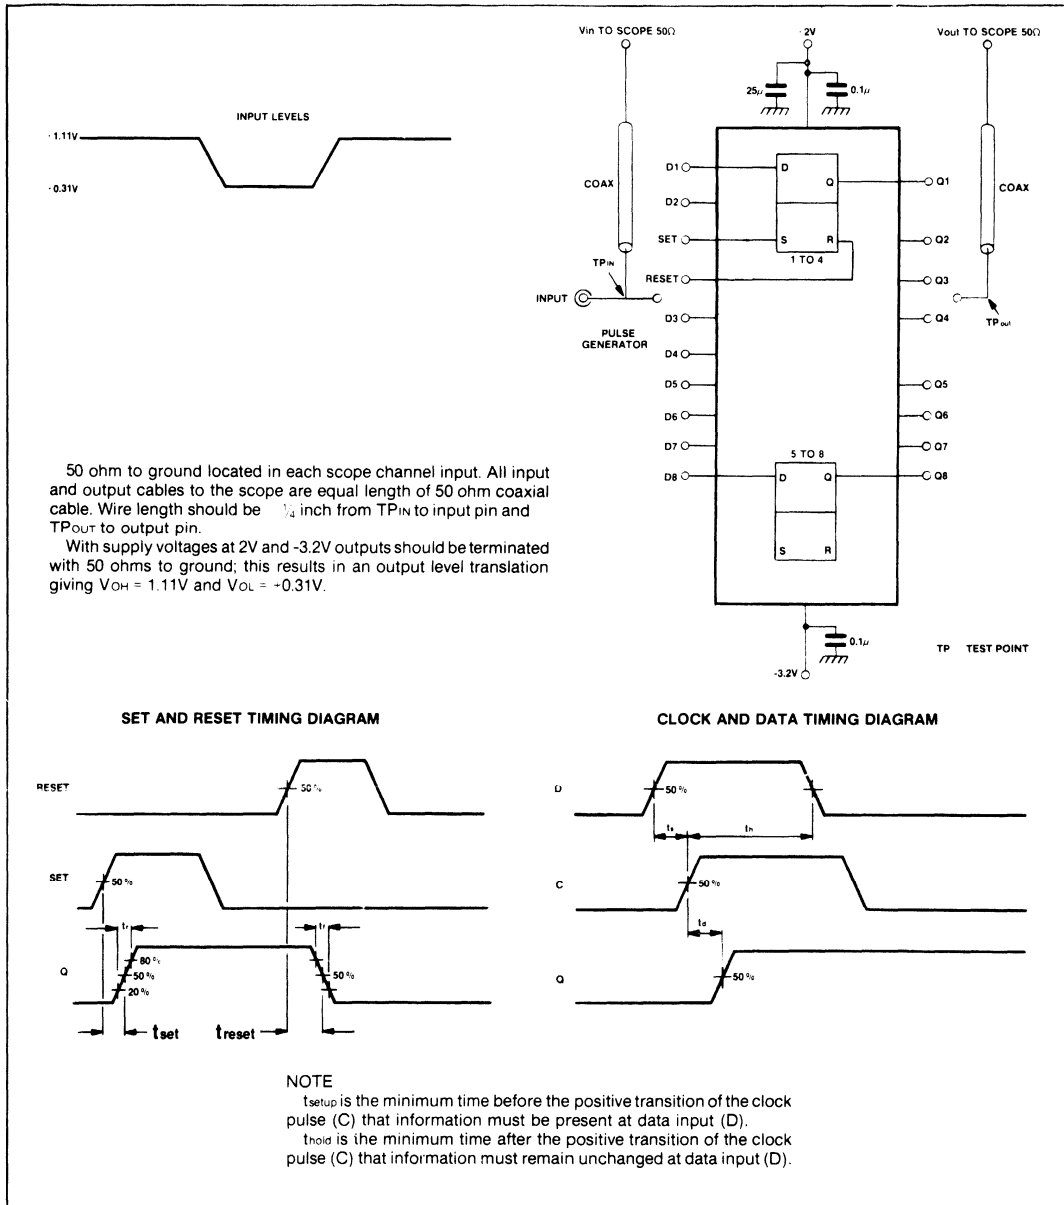 Vin TO SCOPE 50Ω
2V
Vout TO SCOPE 50Ω
25μ
0.1μ
INPUT LEVELS
1.11V
0.31V
COAX
COAX
D1
D2
SET
RESET
D3
D4
D5
D6
D7
D8
D
Q
S
R
1 TO 4
Q1
Q2
Q3
Q4
Q5
Q6
Q7
Q8
TPIN
INPUT
PULSE
GENERATOR
TPout
5 TO 8
D
Q
S
R
0.1μ
-3.2V
TP TEST POINT
50 ohm to ground located in each scope channel input. All input
and output cables to the scope are equal length of 50 ohm coaxial
cable. Wire length should be ¼ inch from TPIN to input pin and
TPOUT to output pin.
With supply voltages at 2V and -3.2V outputs should be terminated
with 50 ohms to ground; this results in an output level translation
giving VOH = 1.11V and VOL = +0.31V.
SET AND RESET TIMING DIAGRAM
RESET
50 %
SET
50 %
tr
tf
Q
80 %
50 %
20 %
50 %
tset
treset
CLOCK AND DATA TIMING DIAGRAM
D
50 %
ts
th
C
50 %
td
Q
50 %
NOTE
tsetup is the minimum time before the positive transition of the clock
pulse (C) that information must be present at data input (D).
thold is the minimum time after the positive transition of the clock
pulse (C) that information must remain unchanged at data input (D).